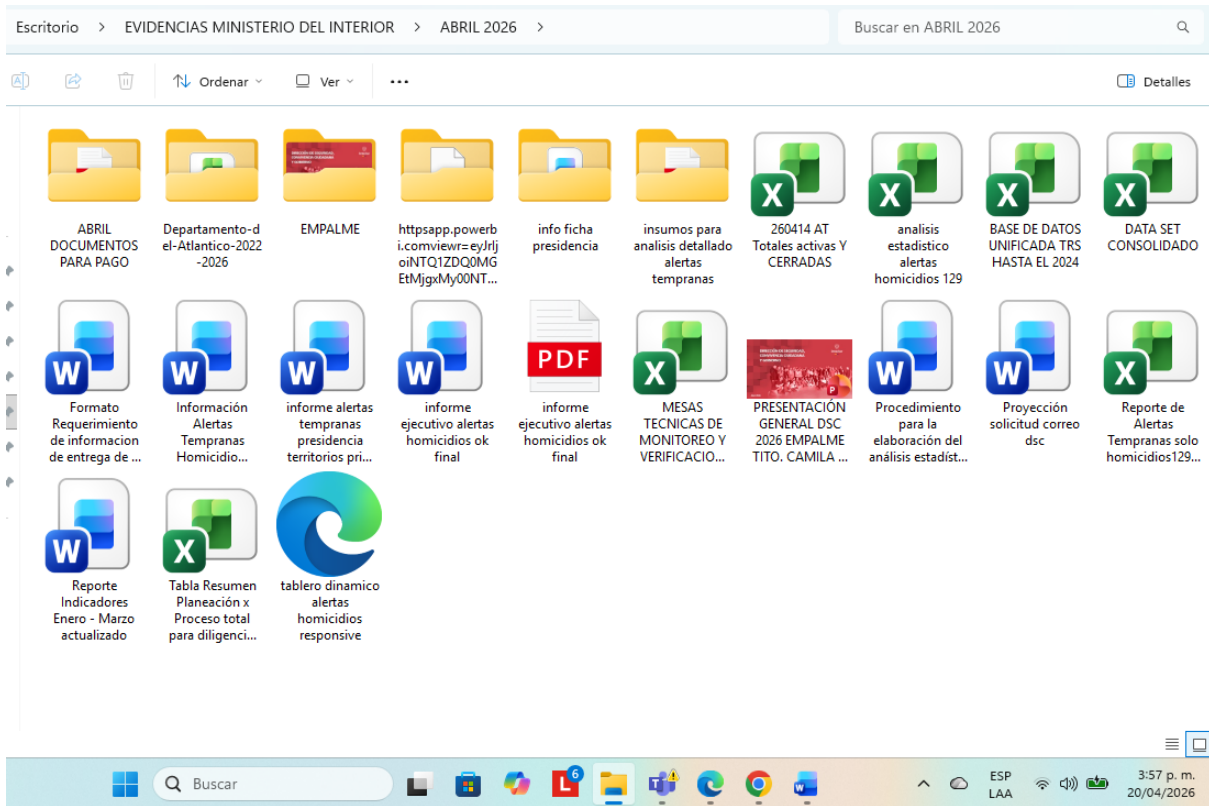 Escritorio > EVIDENCIAS MINISTERIO DEL INTERIOR > ABRIL 2026 >
Buscar en ABRIL 2026
Ordenar
Ver
Detalles
ABRIL
DOCUMENTOS
PARA PAGO
Departamento-d
el-Atlantico-2022
-2026
EMPALME
httpsapp.powerb
i.comviewr=eyJrIj
oiNTQ1ZDQ0MG
EtMjgxMy00NT...
info ficha
presidencia
insumos para
analisis detallado
alertas
tempranas
260414 AT
Totales activas Y
CERRADAS
analisis
estadistico
alertas
homicidios 129
BASE DE DATOS
UNIFICADA TRS
HASTA EL 2024
DATA SET
CONSOLIDADO
Formato
Requerimiento
de informacion
de entrega de ...
Información
Alertas
Tempranas
Homicidio...
informe alertas
tempranas
presidencia
territorios pri...
informe
ejecutivo alertas
homicidios ok
final
PDF
informe
ejecutivo alertas
homicidios ok
final
MESAS
TECNICAS DE
MONITOREO Y
VERIFICACIO...
PRESENTACIÓN
GENERAL DSC
2026 EMPALME
TITO. CAMILA ...
Procedimiento
para la
elaboración del
análisis estadíst...
Proyección
solicitud correo
dsc
Reporte de
Alertas
Tempranas solo
homicidios129...
Reporte
Indicadores
Enero - Marzo
actualizado
Tabla Resumen
Planeación x
Proceso total
para diligenci...
tablero dinamico
alertas
homicidios
responsive
Buscar
6
ESP
LAA
3:57 p. m.
20/04/2026